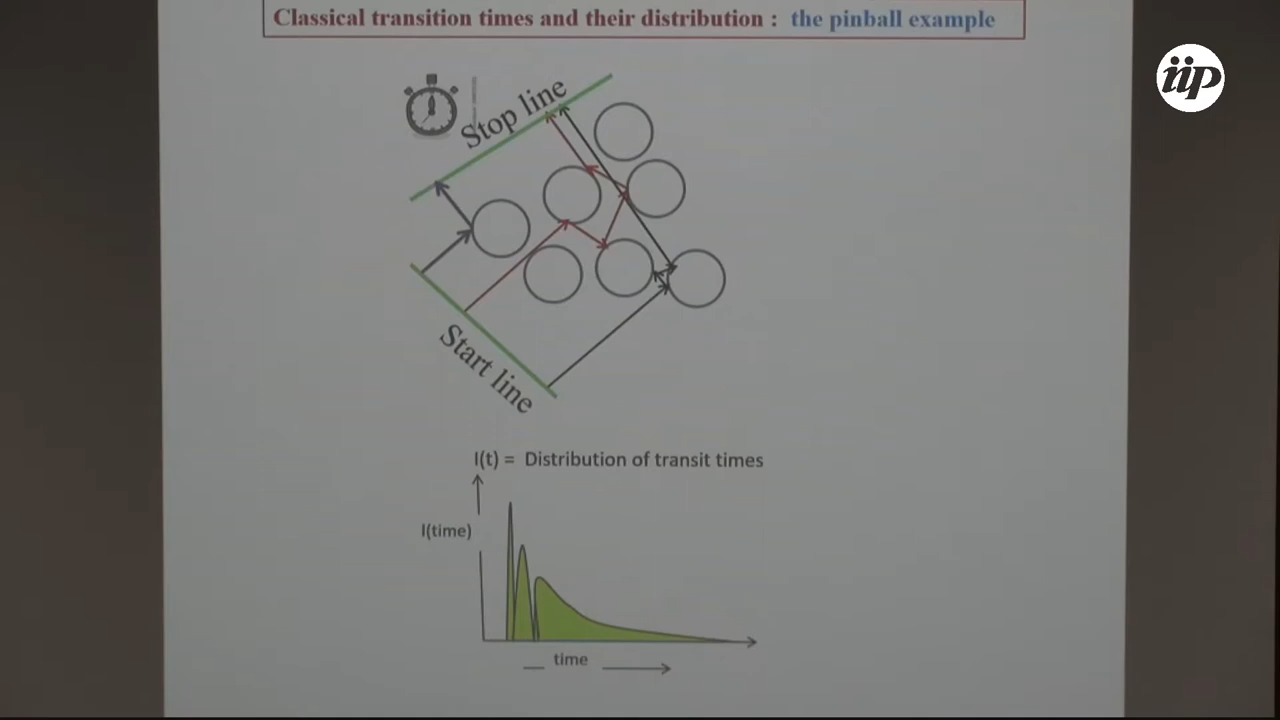 Classical transition times and their distribution : the pinball example
iip
Stop line
Start line
I(t) = Distribution of transit times
I(time)
time